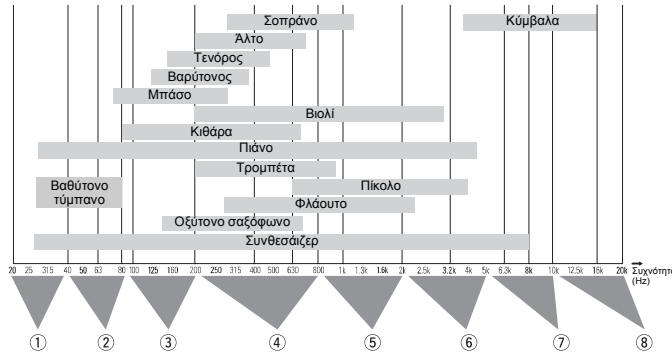 Σοπράνο Κύμβαλα
Άλτο
Τενόρος
Βαρύτονος
Μπάσο
Βιολί
Κιθάρα
Πιάνο
Τρομπέτα
Βαθύτονο
τύμπανο
Πίκολο
Φλάουτο
Οξύτονο σαξόφωνο
Συνθεσάιζερ
20 25 315 40 50 63 80 100 125 160 200 250 315 400 500 630 800 1k 1.3k 1.6k 2k 2.5k 3.2k 4k 5k 6.3k 8k 10k 12.5k 16k 20k Συχνότητα
(Hz)
① ② ③ ④ ⑤ ⑥ ⑦ ⑧